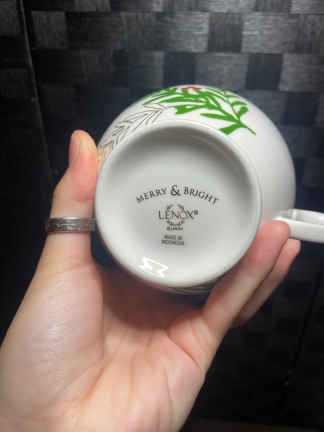 MERRY & BRIGHT
LENOX®
MADE IN
INDONESIA